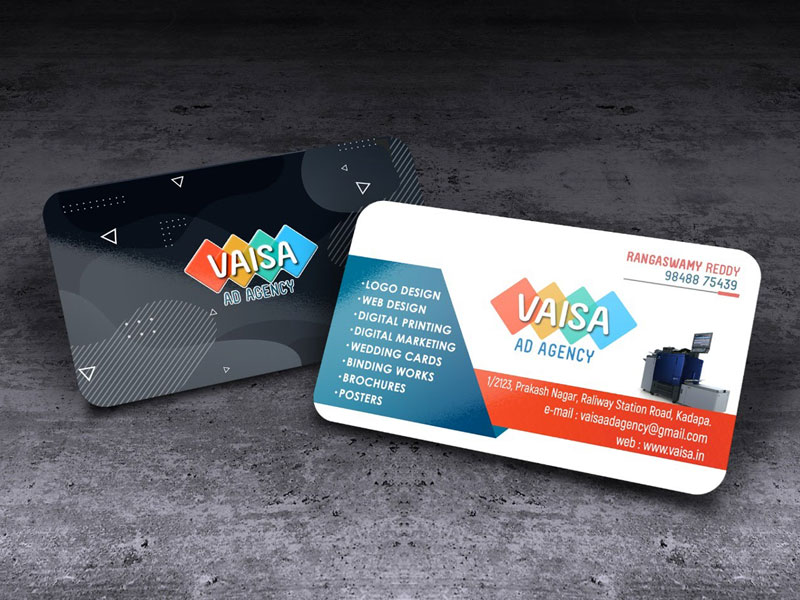 VAISA
AD AGENCY
• LOGO DESIGN
• WEB DESIGN
• DIGITAL PRINTING
• DIGITAL MARKETING
• WEDDING CARDS
• BINDING WORKS
• BROCHURES
• POSTERS
RANGASWAMY REDDY
98488 75439
VAISA
AD AGENCY
1/2123, Prakash Nagar, Raliway Station Road, Kadapa.
e-mail : vaisaadagency@gmail.com
web : www.vaisa.in